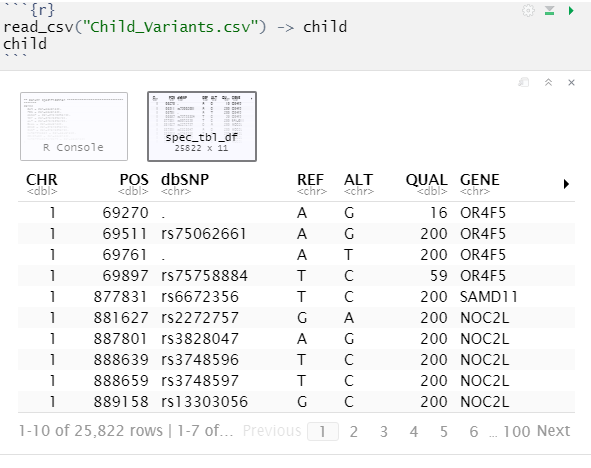 ```{r}
read_csv("Child_Variants.csv") -> child
child
```
R Console
spec_tbl_df
25822 x 11
CHR POS dbSNP REF ALT QUAL GENE
<dbl> <dbl> <chr> <chr> <chr> <dbl> <chr>
1 69270 . A G 16 OR4F5
1 69511 rs75062661 A G 200 OR4F5
1 69761 . A T 200 OR4F5
1 69897 rs75758884 T C 59 OR4F5
1 877831 rs6672356 T C 200 SAMD11
1 881627 rs2272757 G A 200 NOC2L
1 887801 rs3828047 A G 200 NOC2L
1 888639 rs3748596 T C 200 NOC2L
1 888659 rs3748597 T C 200 NOC2L
1 889158 rs13303056 G C 200 NOC2L
1-10 of 25,822 rows | 1-7 of... Previous 1 2 3 4 5 6 ... 100 Next